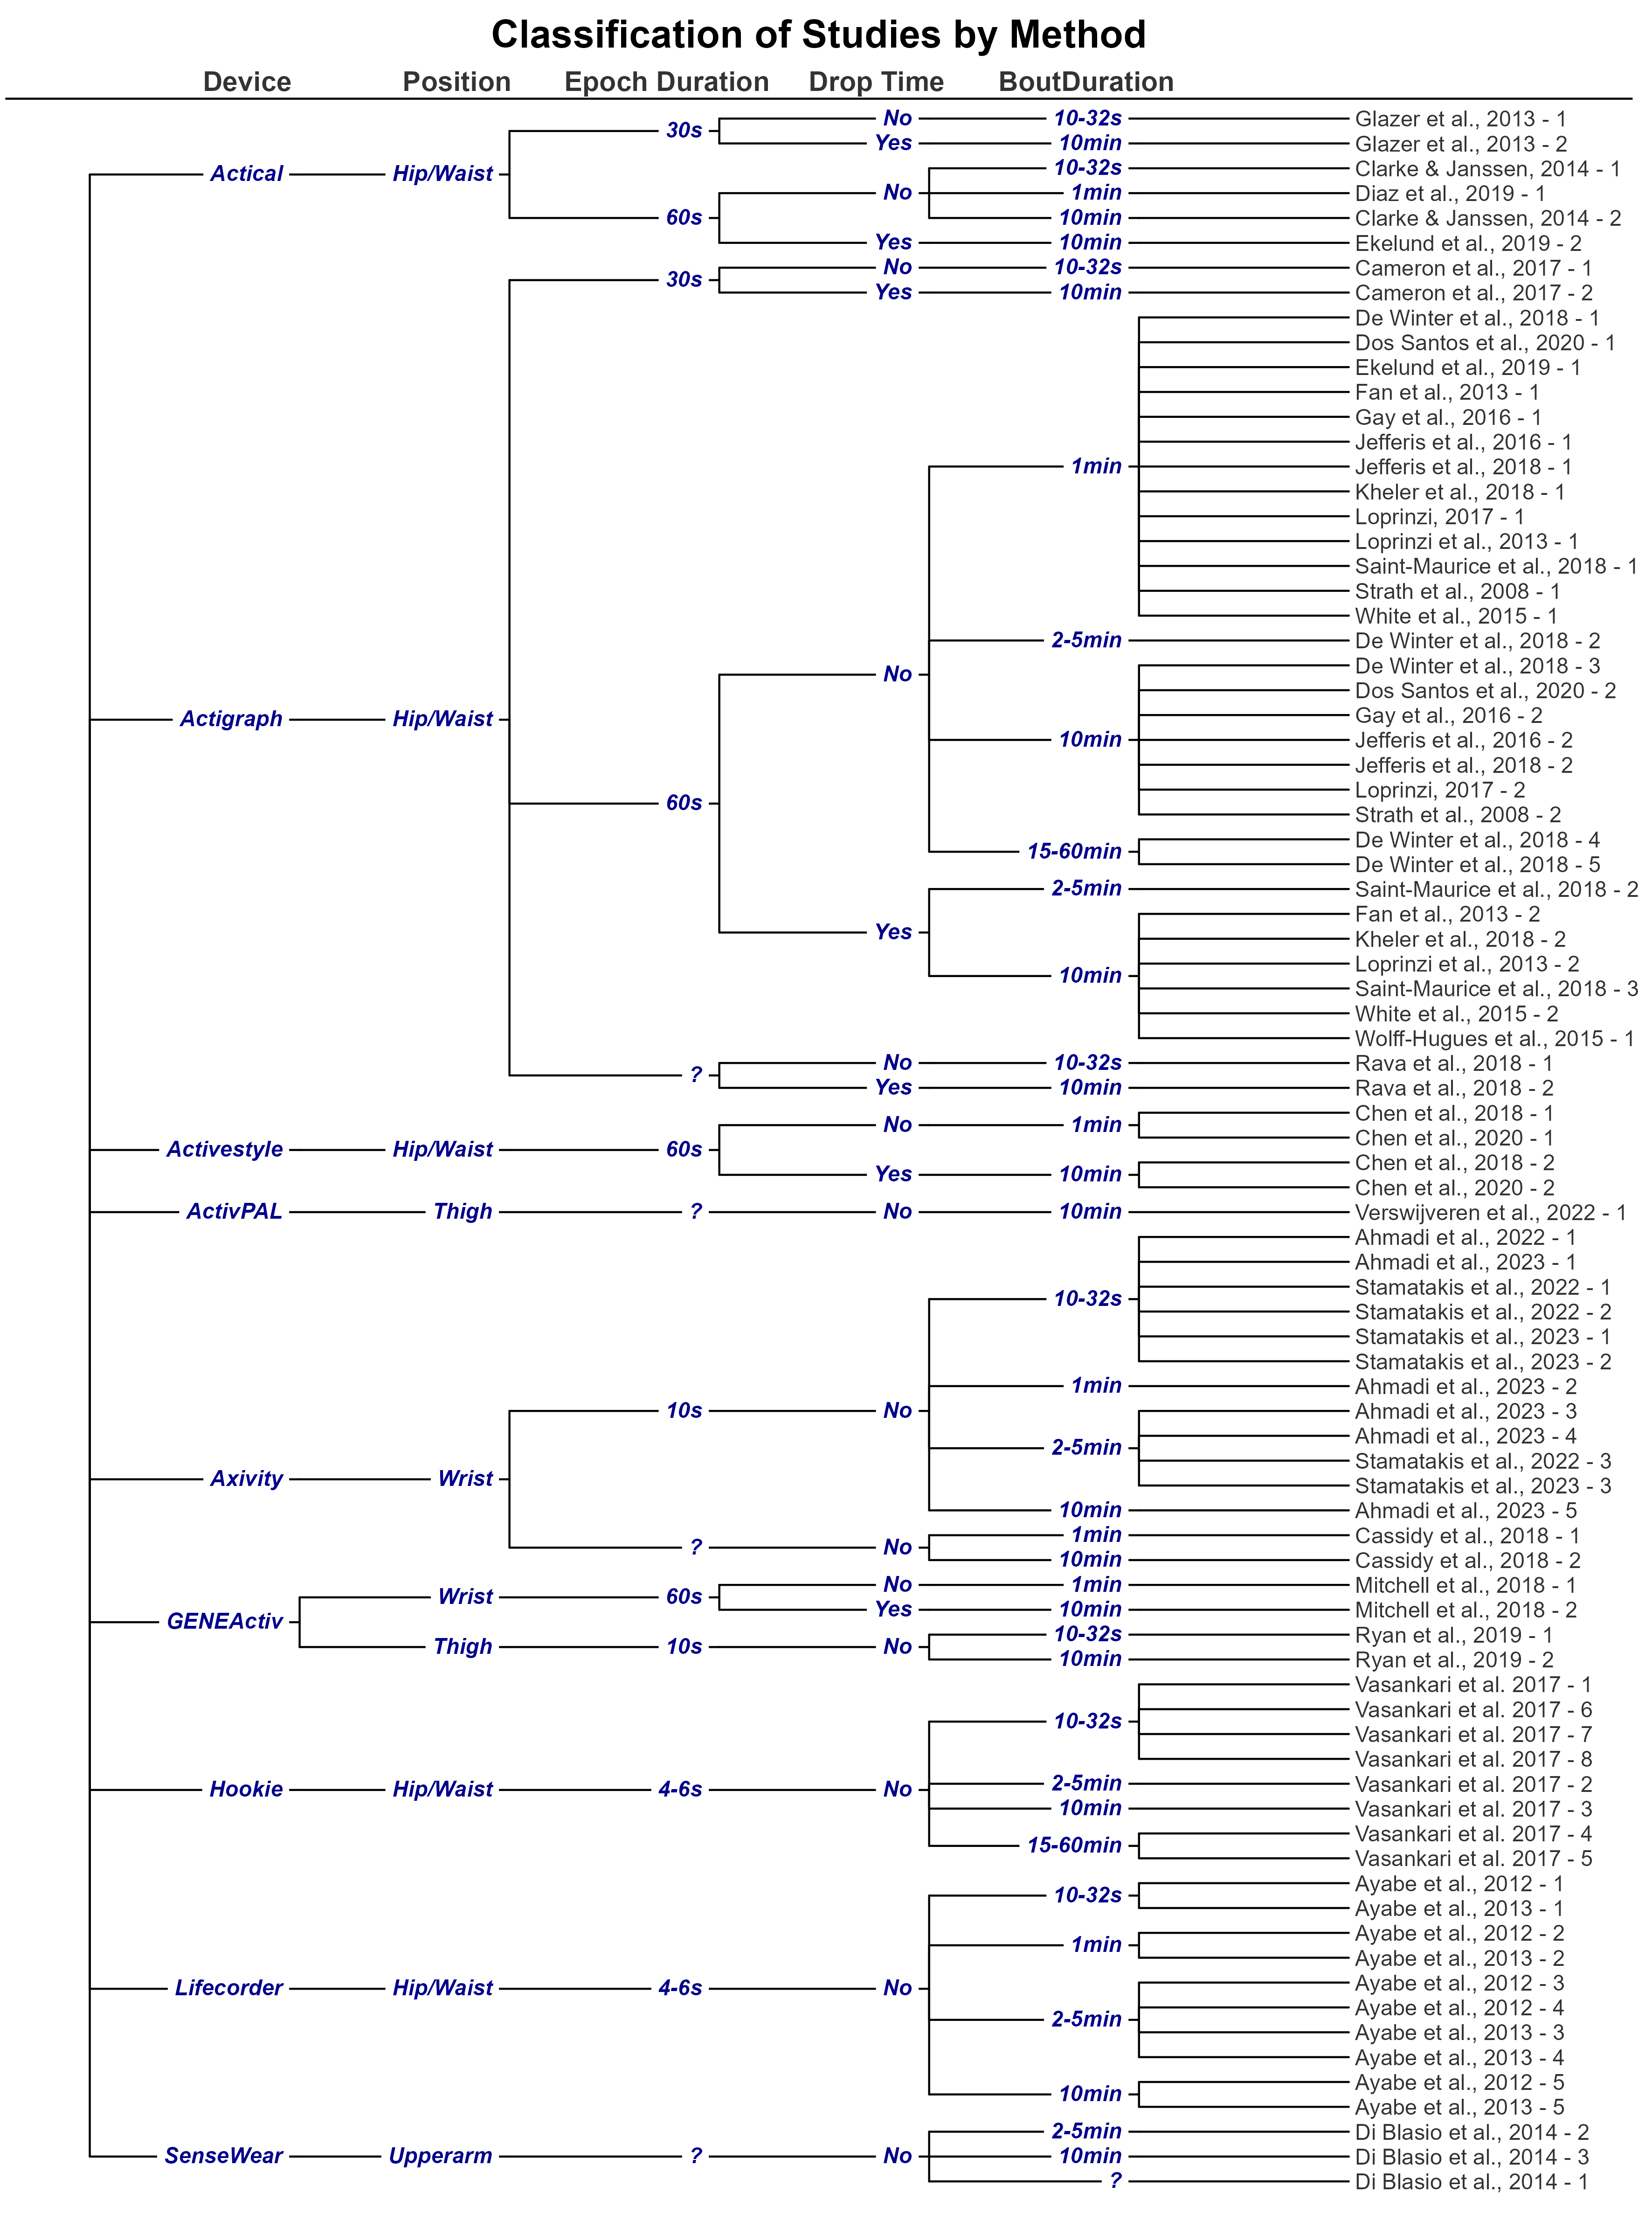 Classification of Studies by Method
Device Position Epoch Duration Drop Time BoutDuration
No 10-32s Glazer et al., 2013 - 1
30s
Yes 10min Glazer et al., 2013 - 2
10-32s Clarke & Janssen, 2014 - 1
Actical Hip/Waist
No 1min Diaz et al., 2019 - 1
60s 10min Clarke & Janssen, 2014 - 2
Yes 10min Ekelund et al., 2019 - 2
No 10-32s Cameron et al., 2017 - 1
30s
Yes 10min Cameron et al., 2017 - 2
De Winter et al., 2018 - 1
Dos Santos et al., 2020 - 1
Ekelund et al., 2019 - 1
Fan et al., 2013 - 1
Gay et al., 2016 - 1
Jefferis et al., 2016 - 1
1min Jefferis et al., 2018 - 1
Kheler et al., 2018 - 1
Loprinzi, 2017 - 1
Loprinzi et al., 2013 - 1
Saint-Maurice et al., 2018 - 1
Strath et al., 2008 - 1
White et al., 2015 - 1
2-5min De Winter et al., 2018 - 2
De Winter et al., 2018 - 3
No
Dos Santos et al., 2020 - 2
Actigraph Hip/Waist Gay et al., 2016 - 2
10min Jefferis et al., 2016 - 2
Jefferis et al., 2018 - 2
Loprinzi, 2017 - 2
60s
Strath et al., 2008 - 2
De Winter et al., 2018 - 4
15-60min
De Winter et al., 2018 - 5
2-5min Saint-Maurice et al., 2018 - 2
Fan et al., 2013 - 2
Yes
Kheler et al., 2018 - 2
Loprinzi et al., 2013 - 2
10min
Saint-Maurice et al., 2018 - 3
White et al., 2015 - 2
Wolff-Hugues et al., 2015 - 1
No 10-32s Rava et al., 2018 - 1
?
Yes 10min Rava et al., 2018 - 2
Chen et al., 2018 - 1
No 1min
Chen et al., 2020 - 1
Activestyle Hip/Waist 60s
Chen et al., 2018 - 2
Yes 10min
Chen et al., 2020 - 2
ActivPAL Thigh ? No 10min Verswijveren et al., 2022 - 1
Ahmadi et al., 2022 - 1
Ahmadi et al., 2023 - 1
Stamatakis et al., 2022 - 1
10-32s
Stamatakis et al., 2022 - 2
Stamatakis et al., 2023 - 1
Stamatakis et al., 2023 - 2
1min Ahmadi et al., 2023 - 2
10s No Ahmadi et al., 2023 - 3
Ahmadi et al., 2023 - 4
2-5min
Stamatakis et al., 2022 - 3
Axivity Wrist
Stamatakis et al., 2023 - 3
10min Ahmadi et al., 2023 - 5
1min Cassidy et al., 2018 - 1
? No
10min Cassidy et al., 2018 - 2
No 1min Mitchell et al., 2018 - 1
Wrist 60s
Yes 10min Mitchell et al., 2018 - 2
GENEActiv
10-32s Ryan et al., 2019 - 1
Thigh 10s No
10min Ryan et al., 2019 - 2
Vasankari et al. 2017 - 1
Vasankari et al. 2017 - 6
10-32s
Vasankari et al. 2017 - 7
Vasankari et al. 2017 - 8
2-5min Vasankari et al. 2017 - 2
Hookie Hip/Waist 4-6s No
10min Vasankari et al. 2017 - 3
Vasankari et al. 2017 - 4
15-60min
Vasankari et al. 2017 - 5
Ayabe et al., 2012 - 1
10-32s
Ayabe et al., 2013 - 1
Ayabe et al., 2012 - 2
1min
Ayabe et al., 2013 - 2
Ayabe et al., 2012 - 3
Lifecorder Hip/Waist 4-6s No
Ayabe et al., 2012 - 4
2-5min
Ayabe et al., 2013 - 3
Ayabe et al., 2013 - 4
Ayabe et al., 2012 - 5
10min
Ayabe et al., 2013 - 5
2-5min Di Blasio et al., 2014 - 2
SenseWear Upperarm ? No 10min Di Blasio et al., 2014 - 3
? Di Blasio et al., 2014 - 1